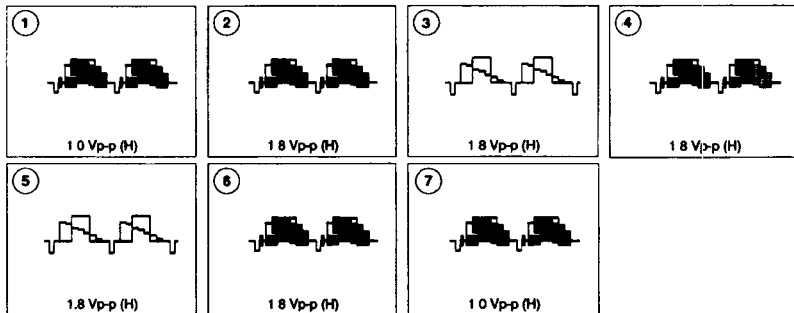 1
2
3
4
1 0 Vp-p (H)
1 8 Vp-p (H)
1 8 Vp-p (H)
1 8 Vp-p (H)
5
6
7
1.8 Vp-p (H)
1 8 Vp-p (H)
1 0 Vp-p (H)